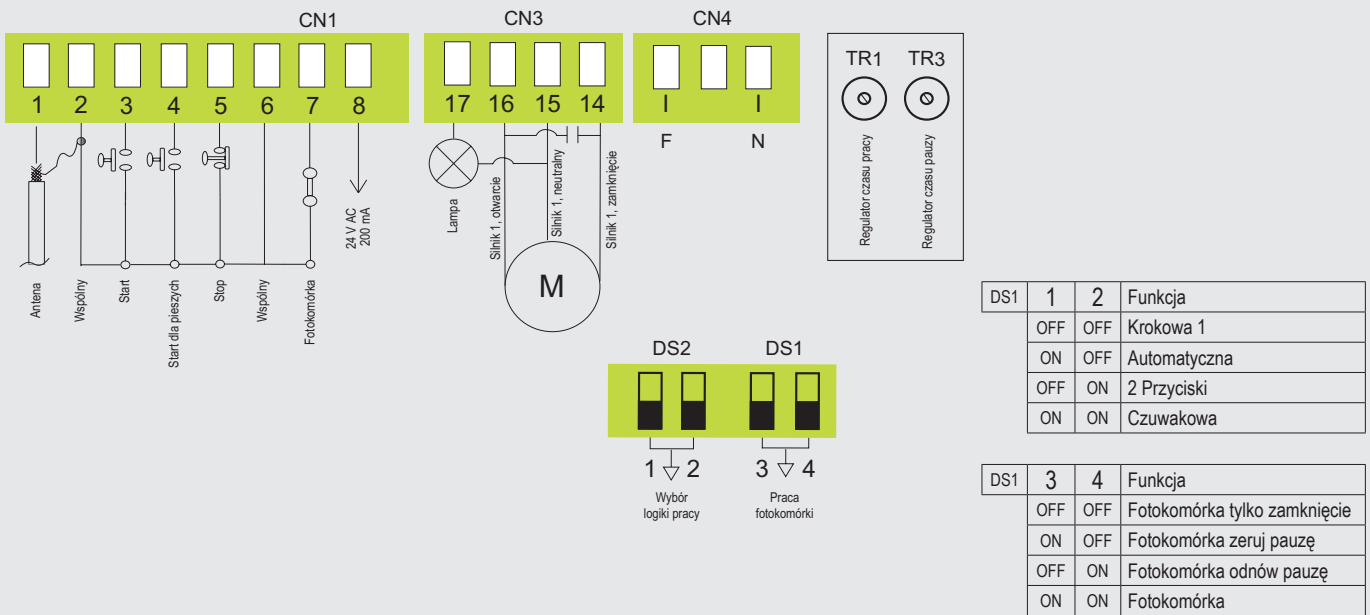 CN1
1 2 3 4 5 6 7 8
Antena
Wspólny
Start
Start dla pieszych
Stop
Wspólny
Fotokomórka
24 V AC
200 mA
CN3
17 16 15 14
Lampa
Silnik 1, otwarcie
Silnik 1, neutralny
Silnik 1, zamknięcie
M
CN4
I I
F N
TR1 TR3
Regulator czasu pracy
Regulator czasu pauzy
DS2 DS1
1 2 3 4
Wybór
logiki pracy
Praca
fotokomórki
DS1 1 2 Funkcja
OFF OFF Krokowa 1
ON OFF Automatyczna
OFF ON 2 Przyciski
ON ON Czuwakowa
DS1 3 4 Funkcja
OFF OFF Fotokomórka tylko zamknięcie
ON OFF Fotokomórka zeruj pauzę
OFF ON Fotokomórka odnów pauzę
ON ON Fotokomórka